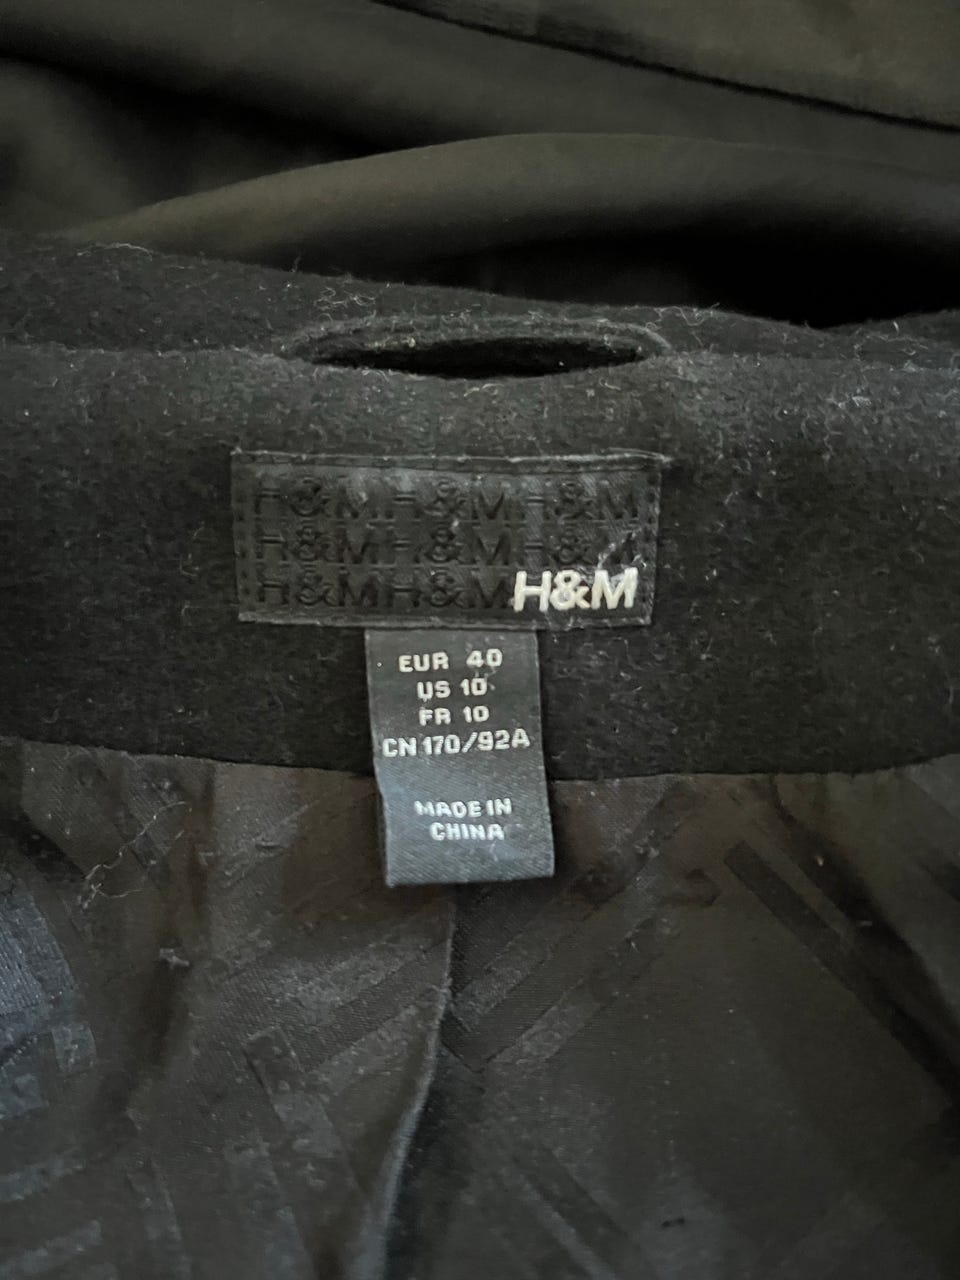 H&M H&M H&M
H&M H&M H&M
H&M H&M H&M
EUR 40
US 10
FR 10
CN 170/92A
MADE IN
CHINA